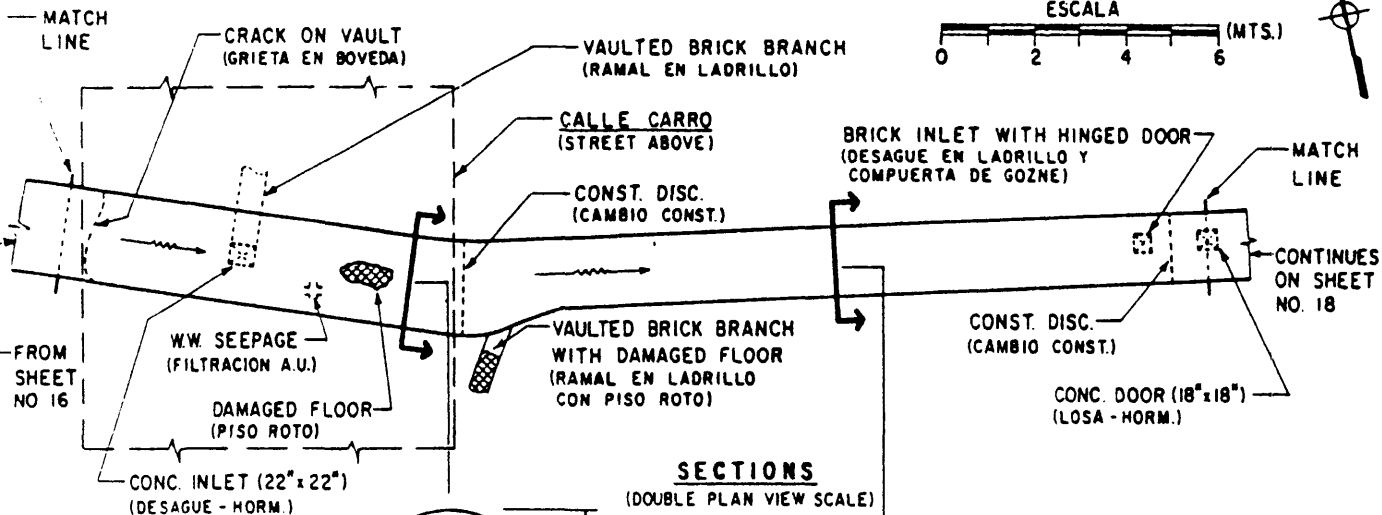 MATCH
LINE
CRACK ON VAULT
(GRIETA EN BOVEDA)
VAULTED BRICK BRANCH
(RAMAL EN LADRILLO)
ESCALA
(MTS.)
0 2 4 6
CALLE CARRO
(STREET ABOVE)
BRICK INLET WITH HINGED DOOR
(DESAGUE EN LADRILLO Y
COMPUERTA DE GOZNE)
MATCH
LINE
CONST. DISC.
(CAMBIO CONST.)
CONTINUES
ON SHEET
NO. 18
FROM
SHEET
NO 16
W.W. SEEPAGE
(FILTRACION A.U.)
DAMAGED FLOOR
(PISO ROTO)
VAULTED BRICK BRANCH
WITH DAMAGED FLOOR
(RAMAL EN LADRILLO
CON PISO ROTO)
CONST. DISC.
(CAMBIO CONST.)
CONC. DOOR (18"x18")
(LOSA - HORM.)
CONC. INLET (22"x 22")
(DESAGUE - HORM.)
SECTIONS
(DOUBLE PLAN VIEW SCALE)